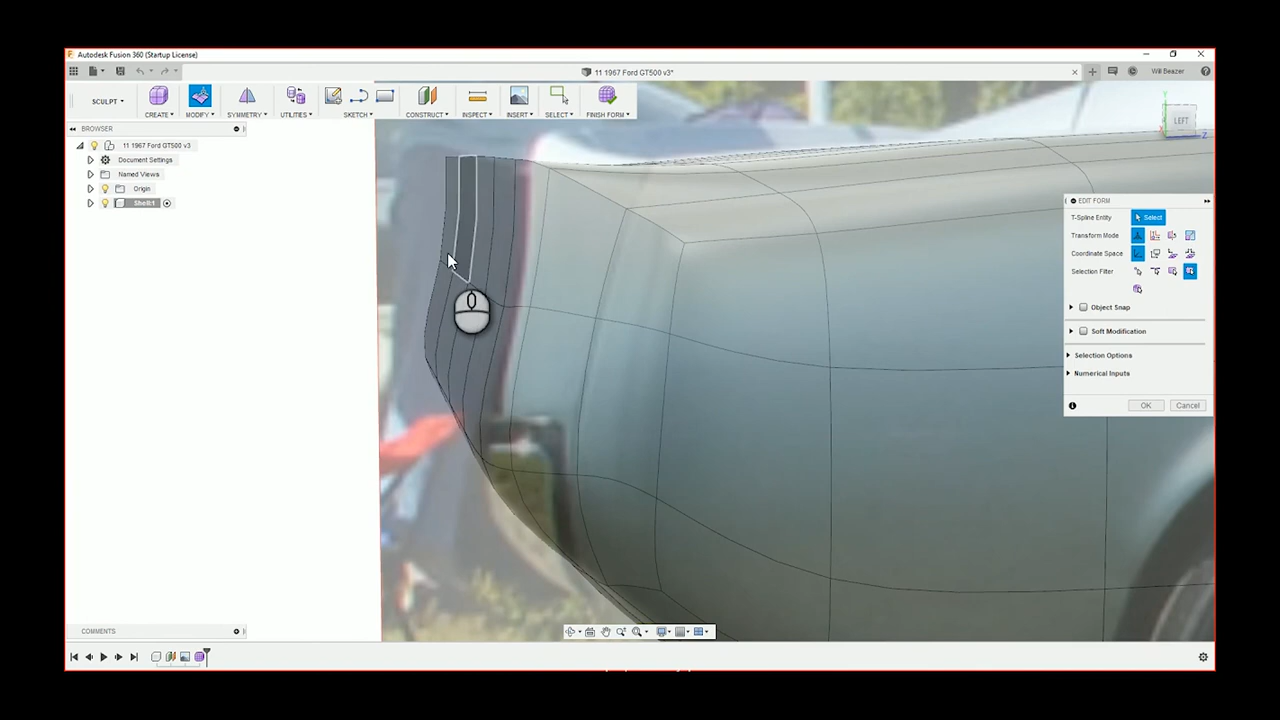 Autodesk Fusion 360 (Startup License)
11 1967 Ford GT500 v3*
Will Beazer
SCULPT
CREATE
MODIFY
SYMMETRY
UTILITIES
SKETCH
CONSTRUCT
INSPECT
INSERT
SELECT
FINISH FORM
BROWSER
11 1967 Ford GT500 v3
Document Settings
Named Views
Origin
Shell:1
Y
LEFT
X
Z
EDIT FORM
T-Spline Entity
Select
Transform Mode
Coordinate Space
Selection Filter
Object Snap
Soft Modification
Selection Options
Numerical Inputs
OK
Cancel
COMMENTS